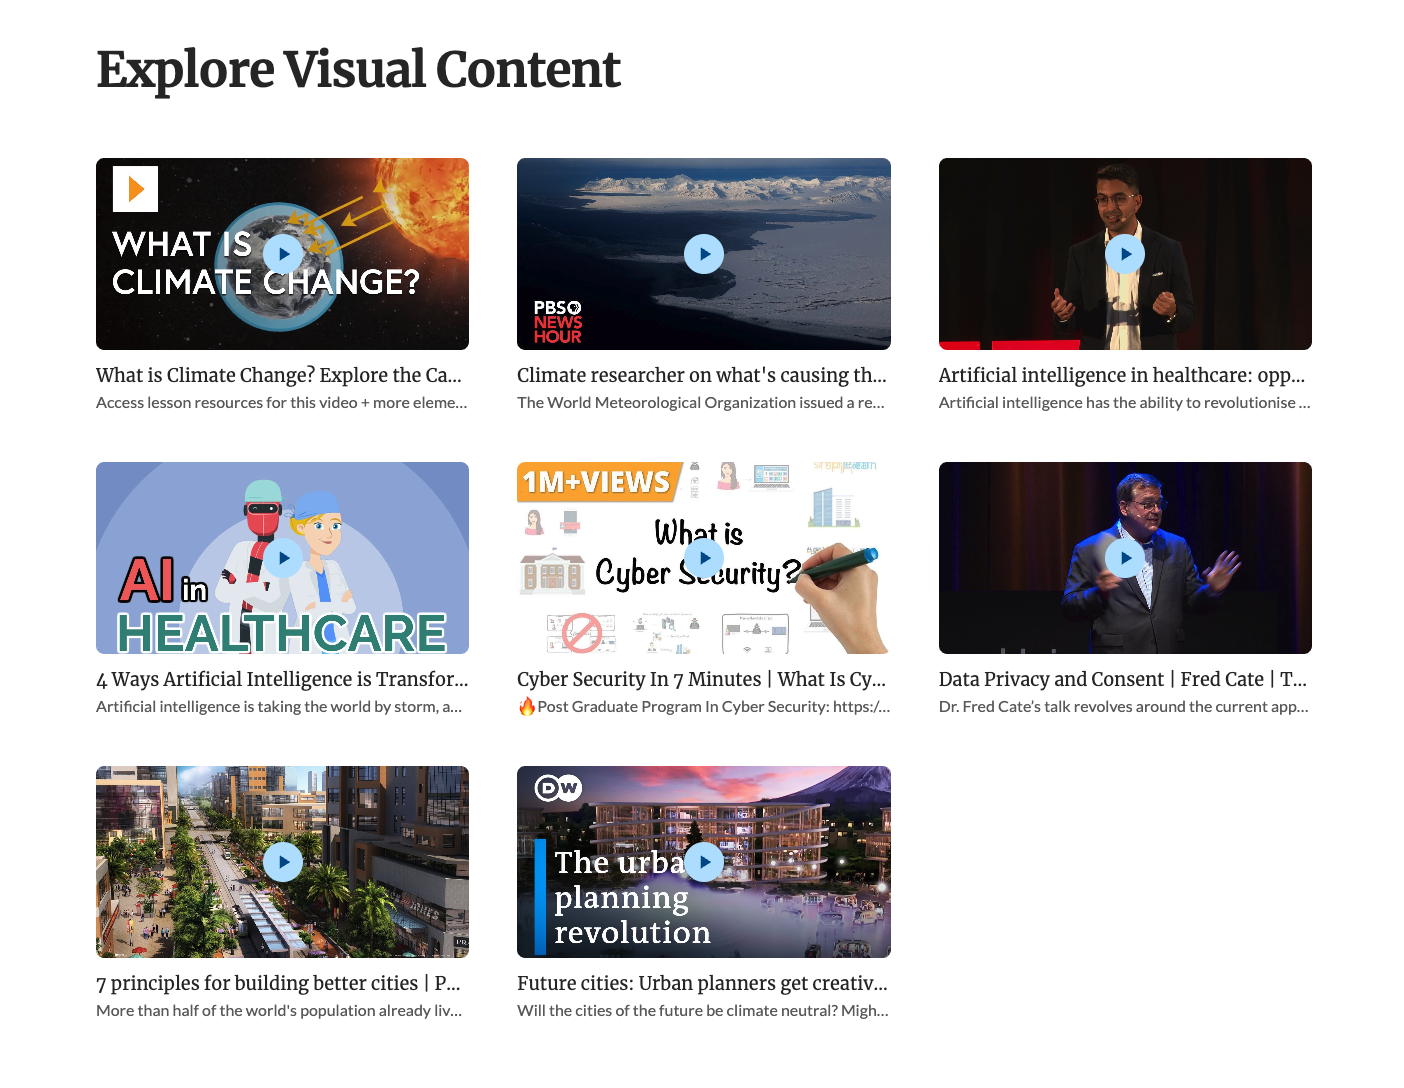 Explore Visual Content
WHAT IS
CLIMATE CHANGE?
What is Climate Change? Explore the Ca...
Access lesson resources for this video + more eleme...
PBS
NEWS
HOUR
Climate researcher on what's causing th...
The World Meteorological Organization issued a re...
Artificial intelligence in healthcare: opp...
Artificial intelligence has the ability to revolutionise ...
AI in
HEALTHCARE
4 Ways Artificial Intelligence is Transfor...
Artificial intelligence is taking the world by storm, a...
1M+VIEWS
simplilearn
What is
Cyber Security?
Cyber Security In 7 Minutes | What Is Cy...
🔥Post Graduate Program In Cyber Security: https:/...
Data Privacy and Consent | Fred Cate | T...
Dr. Fred Cate’s talk revolves around the current app...
7 principles for building better cities | P...
More than half of the world's population already liv...
DW
The urba
planning
revolution
Future cities: Urban planners get creativ...
Will the cities of the future be climate neutral? Migh...